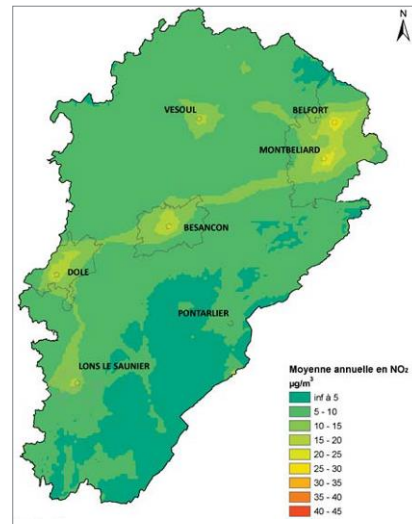 N
VESOUL
BELFORT
MONTBELIARD
BESANCON
DOLE
PONTARLIER
LONS LE SAUNIER
Moyenne annuelle en NO₂
µg/m³
inf à 5
5 - 10
10 - 15
15 - 20
20 - 25
25 - 30
30 - 35
35 - 40
40 - 45